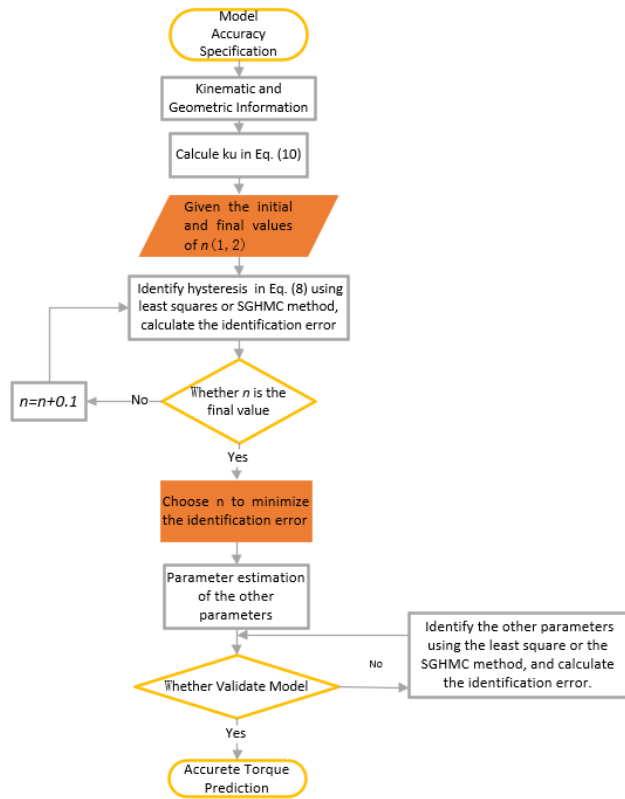 Model
Accuracy
Specification
Kinematic and
Geometric Information
Calcule ku in Eq. (10)
Given the initial
and final values
of n(1, 2)
Identify hysteresis in Eq. (8) using
least squares or SGHMC method,
calculate the identification error
Whether n is the
final value
No
n=n+0.1
Yes
Choose n to minimize
the identification error
Parameter estimation
of the other
parameters
Identify the other parameters
using the least square or the
SGHMC method, and calculate
the identification error.
No
Whether Validate Model
Yes
Accurete Torque
Prediction